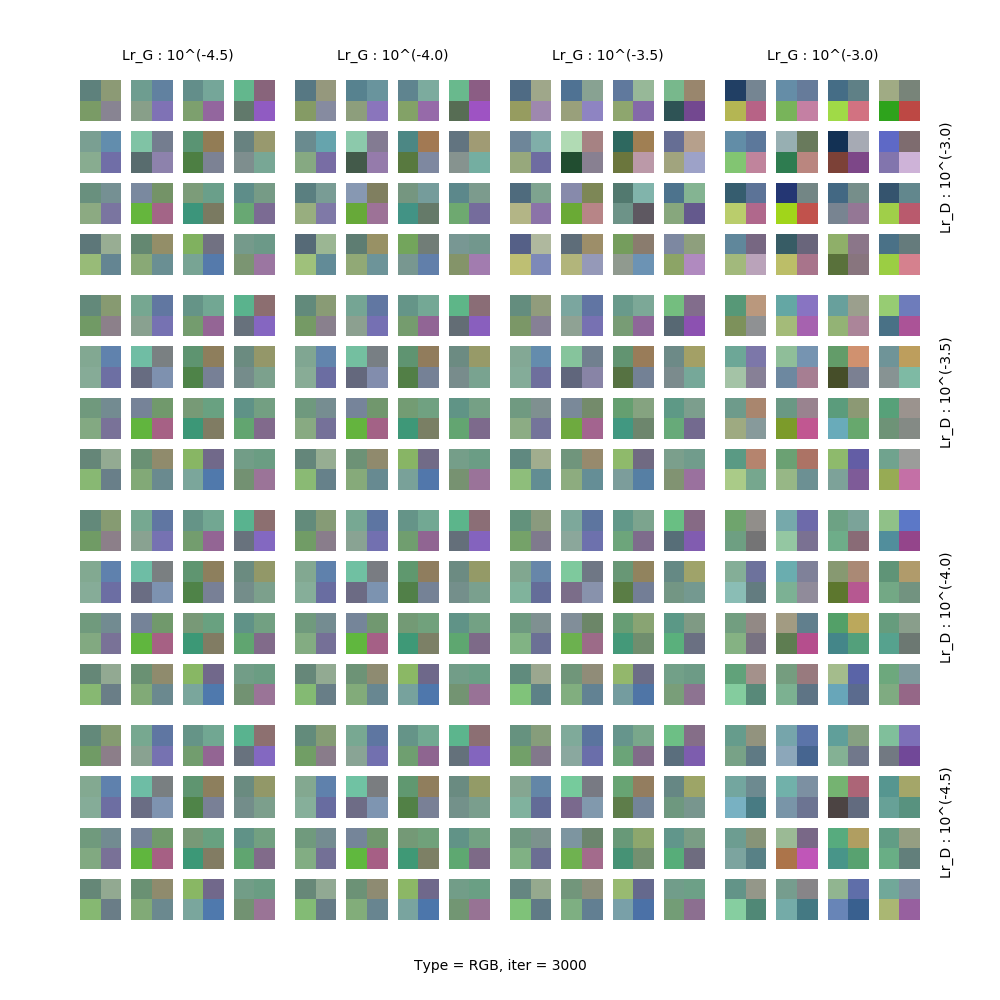 Lr_G : 10^(-4.5)
Lr_G : 10^(-4.0)
Lr_G : 10^(-3.5)
Lr_G : 10^(-3.0)
Lr_D : 10^(-3.0)
Lr_D : 10^(-3.5)
Lr_D : 10^(-4.0)
Lr_D : 10^(-4.5)
Type = RGB, iter = 3000